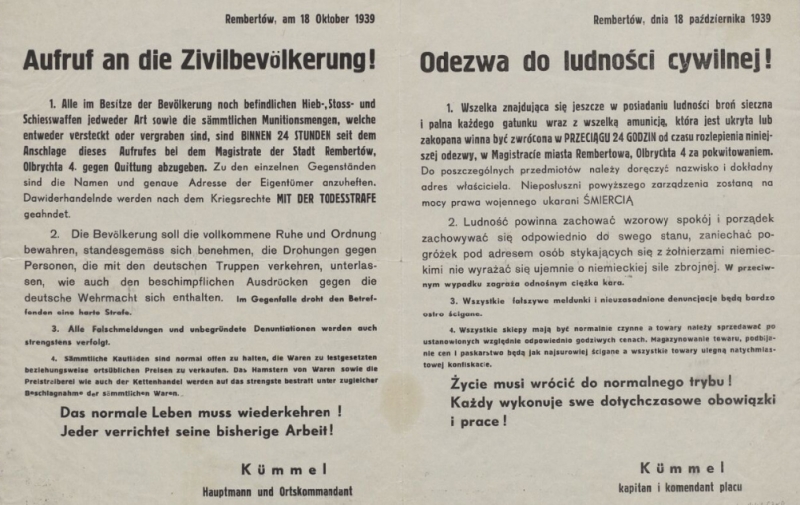 Rembertów, am 18 Oktober 1939
Aufruf an die Zivilbevölkerung!
1. Alle im Besitze der Bevölkerung noch befindlichen Hieb-, Stoss- und
Schiesswaffen jedweder Art sowie die sämmtlichen Munitionsmengen, welche
entweder versteckt oder vergraben sind, sind BINNEN 24 STUNDEN seit dem
Anschlage dieses Aufrufes bei dem Magistrate der Stadt Rembertów,
Olbrychta 4. gegen Quittung abzugeben. Zu den einzelnen Gegenständen
sind die Namen und genaue Adresse der Eigentümer anzuheften.
Dawiderhandelnde werden nach dem Kriegsrechte MIT DER TODESSTRAFE
geahndet.
2. Die Bevölkerung soll die vollkommene Ruhe und Ordnung
bewahren, standesgemäss sich benehmen, die Drohungen gegen
Personen, die mit den deutschen Truppen verkehren, unterlas-
sen, wie auch den beschimpflichen Ausdrücken gegen die
deutsche Wehrmacht sich enthalten. Im Gegenfalle droht den Betref-
fenden eine harte Strafe.
3. Alle Falschmeldungen und unbegründete Denuntiationen werden auch
strengstens verfolgt.
4. Sämmtliche Kaufläden sind normal offen zu halten, die Waren zu festgesetzten
beziehungsweise ortsüblichen Preisen zu verkaufen. Das Hamstern von Waren sowie die
Preistreiberei wie auch der Kettenhandel werden auf das strengste bestraft unter zugleicher
Beschlagnahme der sämmtlichen Waren.
Das normale Leben muss wiederkehren !
Jeder verrichtet seine bisherige Arbeit!
Kümmel
Hauptmann und Ortskommandant
Rembertów, dnia 18 października 1939
Odezwa do ludności cywilnej!
1. Wszelka znajdująca się jeszcze w posiadaniu ludności broń sieczna
i palna każdego gatunku wraz z wszelką amunicją, która jest ukryta lub
zakopana winna być zwrócona w PRZECIĄGU 24 GODZIN od czasu rozlepienia niniej-
szej odezwy, w Magistracie miasta Rembertowa, Olbrychta 4 za pokwitowaniem.
Do poszczególnych przedmiotów należy doręczyć nazwisko i dokładny
adres właściciela. Nieposłuszni powyższego zarządzenia zostaną na
mocy prawa wojennego ukarani ŚMIERCIĄ
2. Ludność powinna zachować wzorowy spokój i porządek
zachowywać się odpowiednio do swego stanu, zaniechać po-
gróżek pod adresem osób stykających się z żołnierzami niemiec-
kimi nie wyrażać się ujemnie o niemieckiej sile zbrojnej. W przeciw-
nym wypadku zagraża odnośnym ciężka kara.
3. Wszystkie fałszywe meldunki i nieuzasadnione denuncjacje będą bardzo
ostro ścigane.
4. Wszystkie sklepy mają być normalnie czynne a towary należy sprzedawać po
ustanowionych względnie odpowiednio godziwych cenach. Magazynowanie towaru, podbija-
nie cen i paskarstwo będą jak najsurowiej ścigane a wszystkie towary ulegną natychmias-
towej konfiskacie.
Życie musi wrócić do normalnego trybu !
Każdy wykonuje swe dotychczasowe obowiązki
i prace !
Kümmel
kapitan i komendant placu